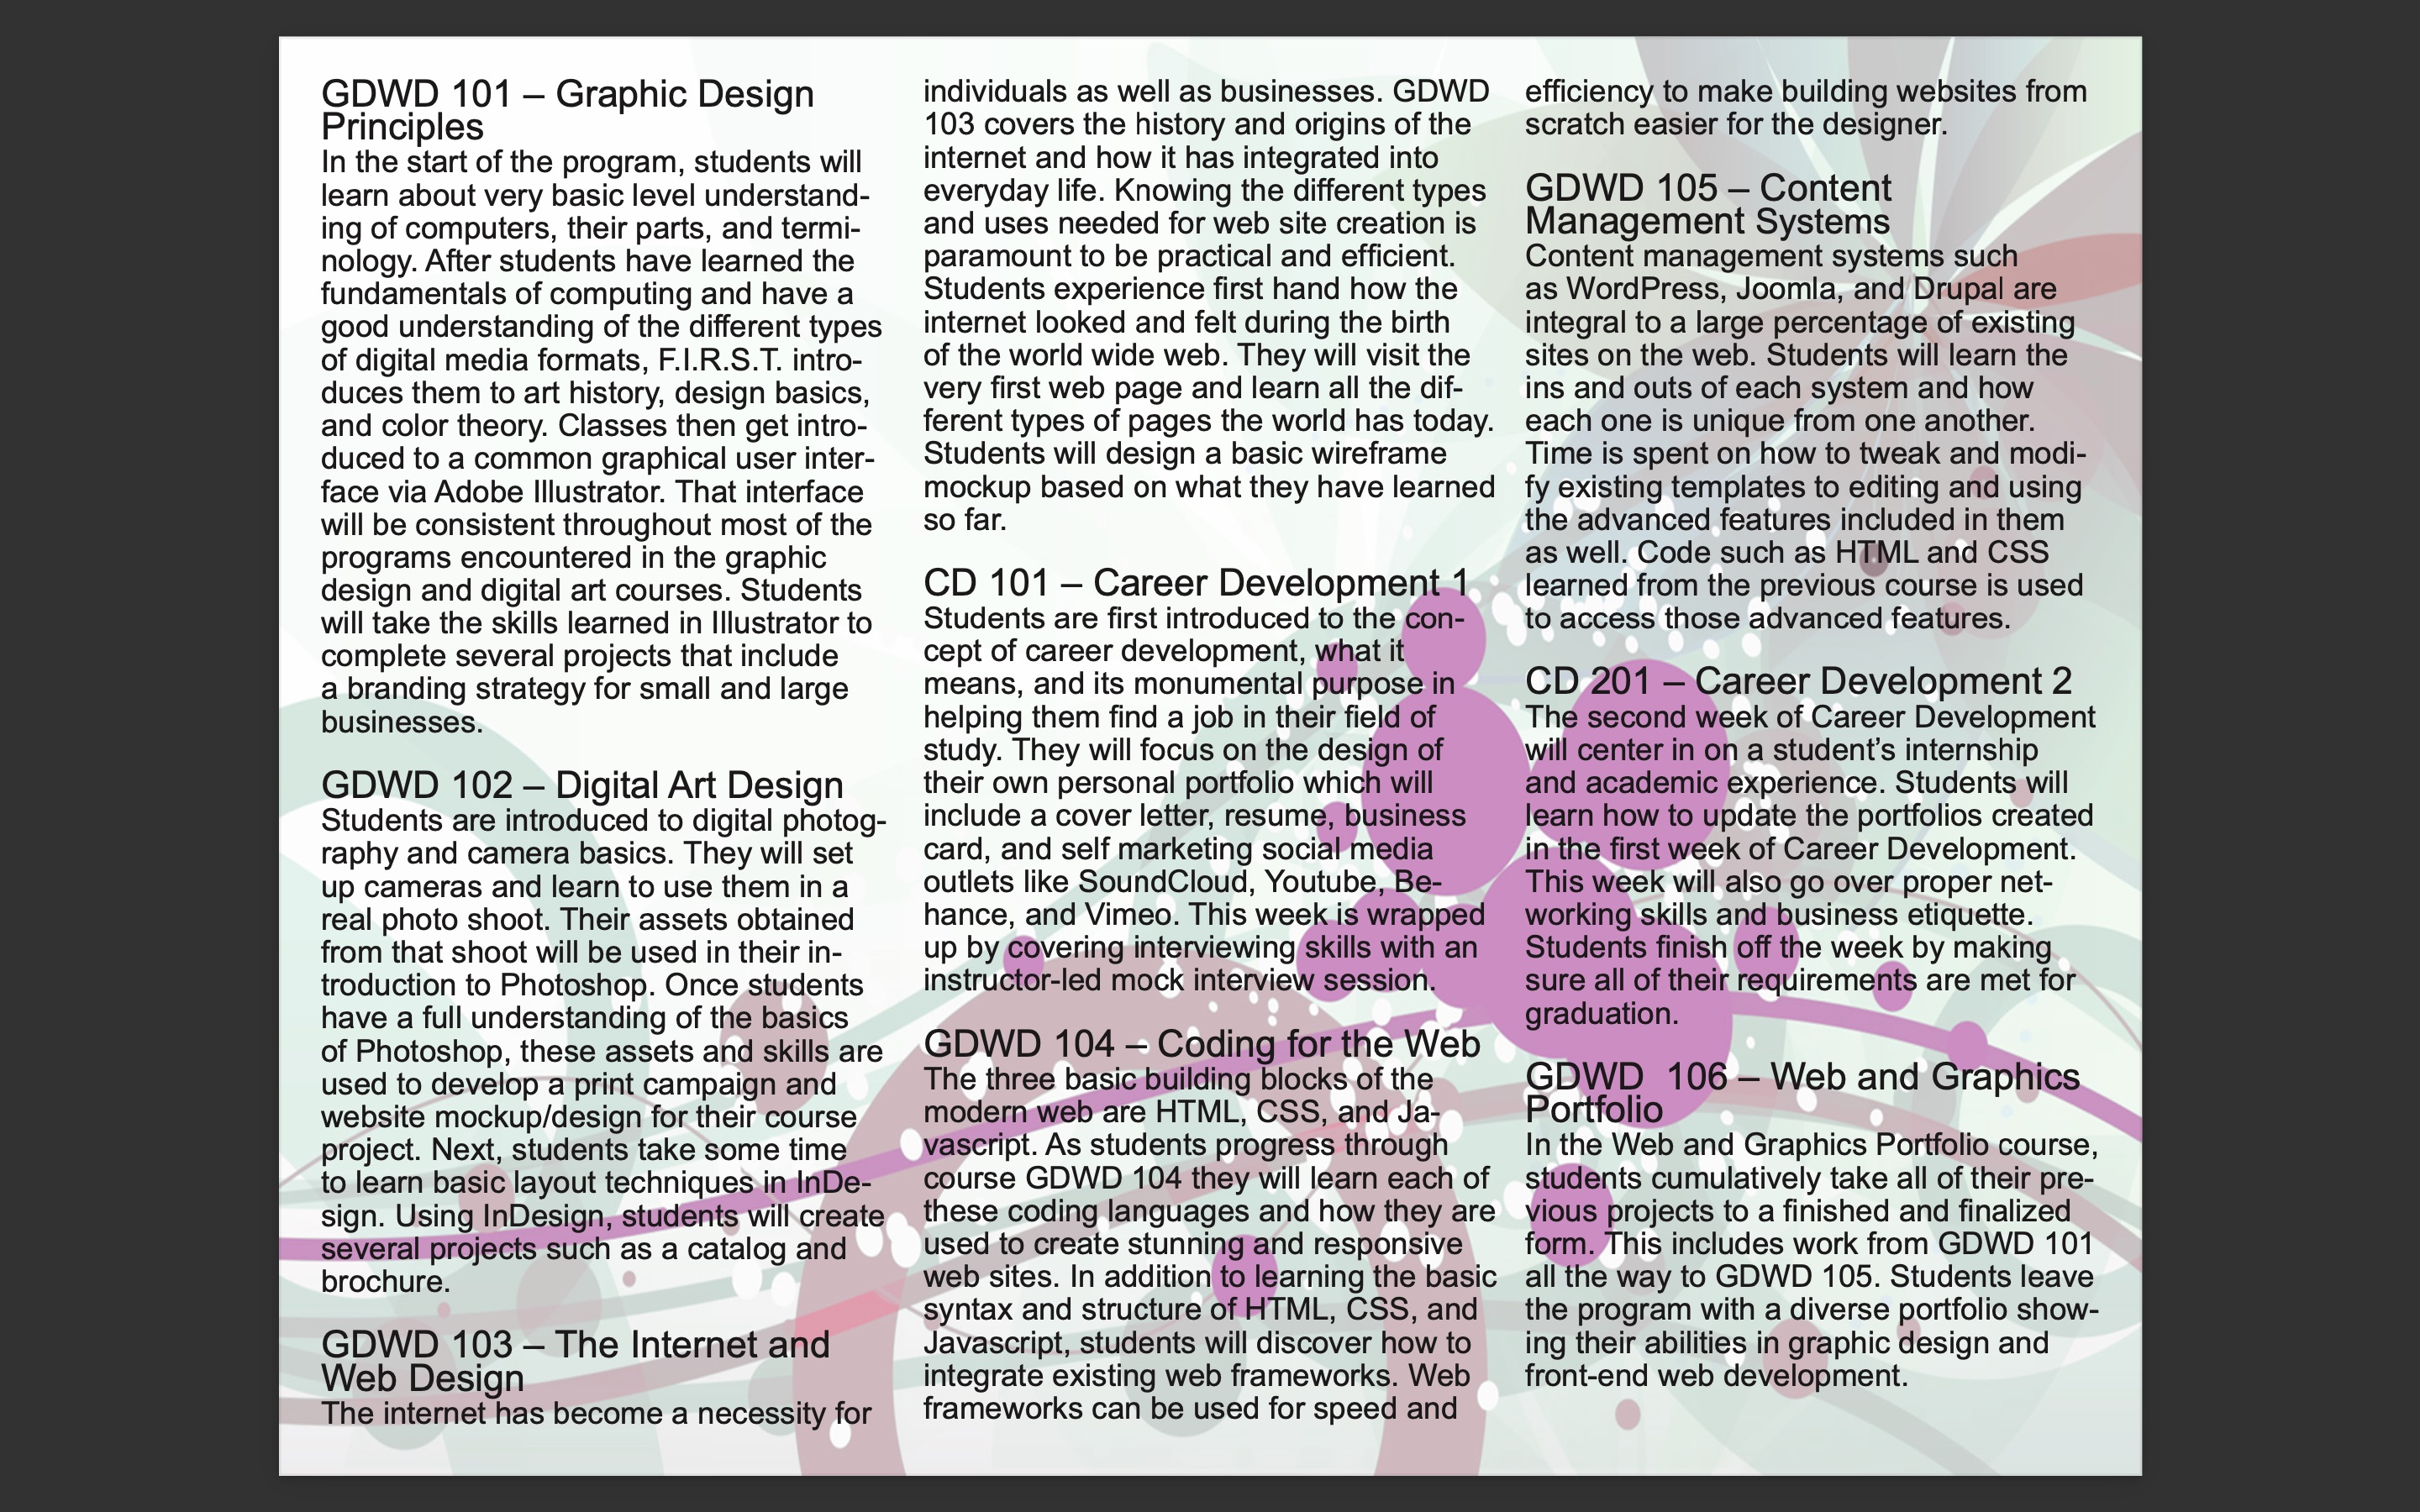 GDWD 101 – Graphic Design
Principles
In the start of the program, students will
learn about very basic level understand-
ing of computers, their parts, and termi-
nology. After students have learned the
fundamentals of computing and have a
good understanding of the different types
of digital media formats, F.I.R.S.T. intro-
duces them to art history, design basics,
and color theory. Classes then get intro-
duced to a common graphical user inter-
face via Adobe Illustrator. That interface
will be consistent throughout most of the
programs encountered in the graphic
design and digital art courses. Students
will take the skills learned in Illustrator to
complete several projects that include
a branding strategy for small and large
businesses.
GDWD 102 – Digital Art Design
Students are introduced to digital photog-
raphy and camera basics. They will set
up cameras and learn to use them in a
real photo shoot. Their assets obtained
from that shoot will be used in their in-
troduction to Photoshop. Once students
have a full understanding of the basics
of Photoshop, these assets and skills are
used to develop a print campaign and
website mockup/design for their course
project. Next, students take some time
to learn basic layout techniques in InDe-
sign. Using InDesign, students will create
several projects such as a catalog and
brochure.
GDWD 103 – The Internet and
Web Design
The internet has become a necessity for
individuals as well as businesses. GDWD
103 covers the history and origins of the
internet and how it has integrated into
everyday life. Knowing the different types
and uses needed for web site creation is
paramount to be practical and efficient.
Students experience first hand how the
internet looked and felt during the birth
of the world wide web. They will visit the
very first web page and learn all the dif-
ferent types of pages the world has today.
Students will design a basic wireframe
mockup based on what they have learned
so far.
CD 101 – Career Development 1
Students are first introduced to the con-
cept of career development, what it
means, and its monumental purpose in
helping them find a job in their field of
study. They will focus on the design of
their own personal portfolio which will
include a cover letter, resume, business
card, and self marketing social media
outlets like SoundCloud, Youtube, Be-
hance, and Vimeo. This week is wrapped
up by covering interviewing skills with an
instructor-led mock interview session.
GDWD 104 – Coding for the Web
The three basic building blocks of the
modern web are HTML, CSS, and Ja-
vascript. As students progress through
course GDWD 104 they will learn each of
these coding languages and how they are
used to create stunning and responsive
web sites. In addition to learning the basic
syntax and structure of HTML, CSS, and
Javascript, students will discover how to
integrate existing web frameworks. Web
frameworks can be used for speed and
efficiency to make building websites from
scratch easier for the designer.
GDWD 105 – Content
Management Systems
Content management systems such
as WordPress, Joomla, and Drupal are
integral to a large percentage of existing
sites on the web. Students will learn the
ins and outs of each system and how
each one is unique from one another.
Time is spent on how to tweak and modi-
fy existing templates to editing and using
the advanced features included in them
as well. Code such as HTML and CSS
learned from the previous course is used
to access those advanced features.
CD 201 – Career Development 2
The second week of Career Development
will center in on a student’s internship
and academic experience. Students will
learn how to update the portfolios created
in the first week of Career Development.
This week will also go over proper net-
working skills and business etiquette.
Students finish off the week by making
sure all of their requirements are met for
graduation.
GDWD  106 – Web and Graphics
Portfolio
In the Web and Graphics Portfolio course,
students cumulatively take all of their pre-
vious projects to a finished and finalized
form. This includes work from GDWD 101
all the way to GDWD 105. Students leave
the program with a diverse portfolio show-
ing their abilities in graphic design and
front-end web development.